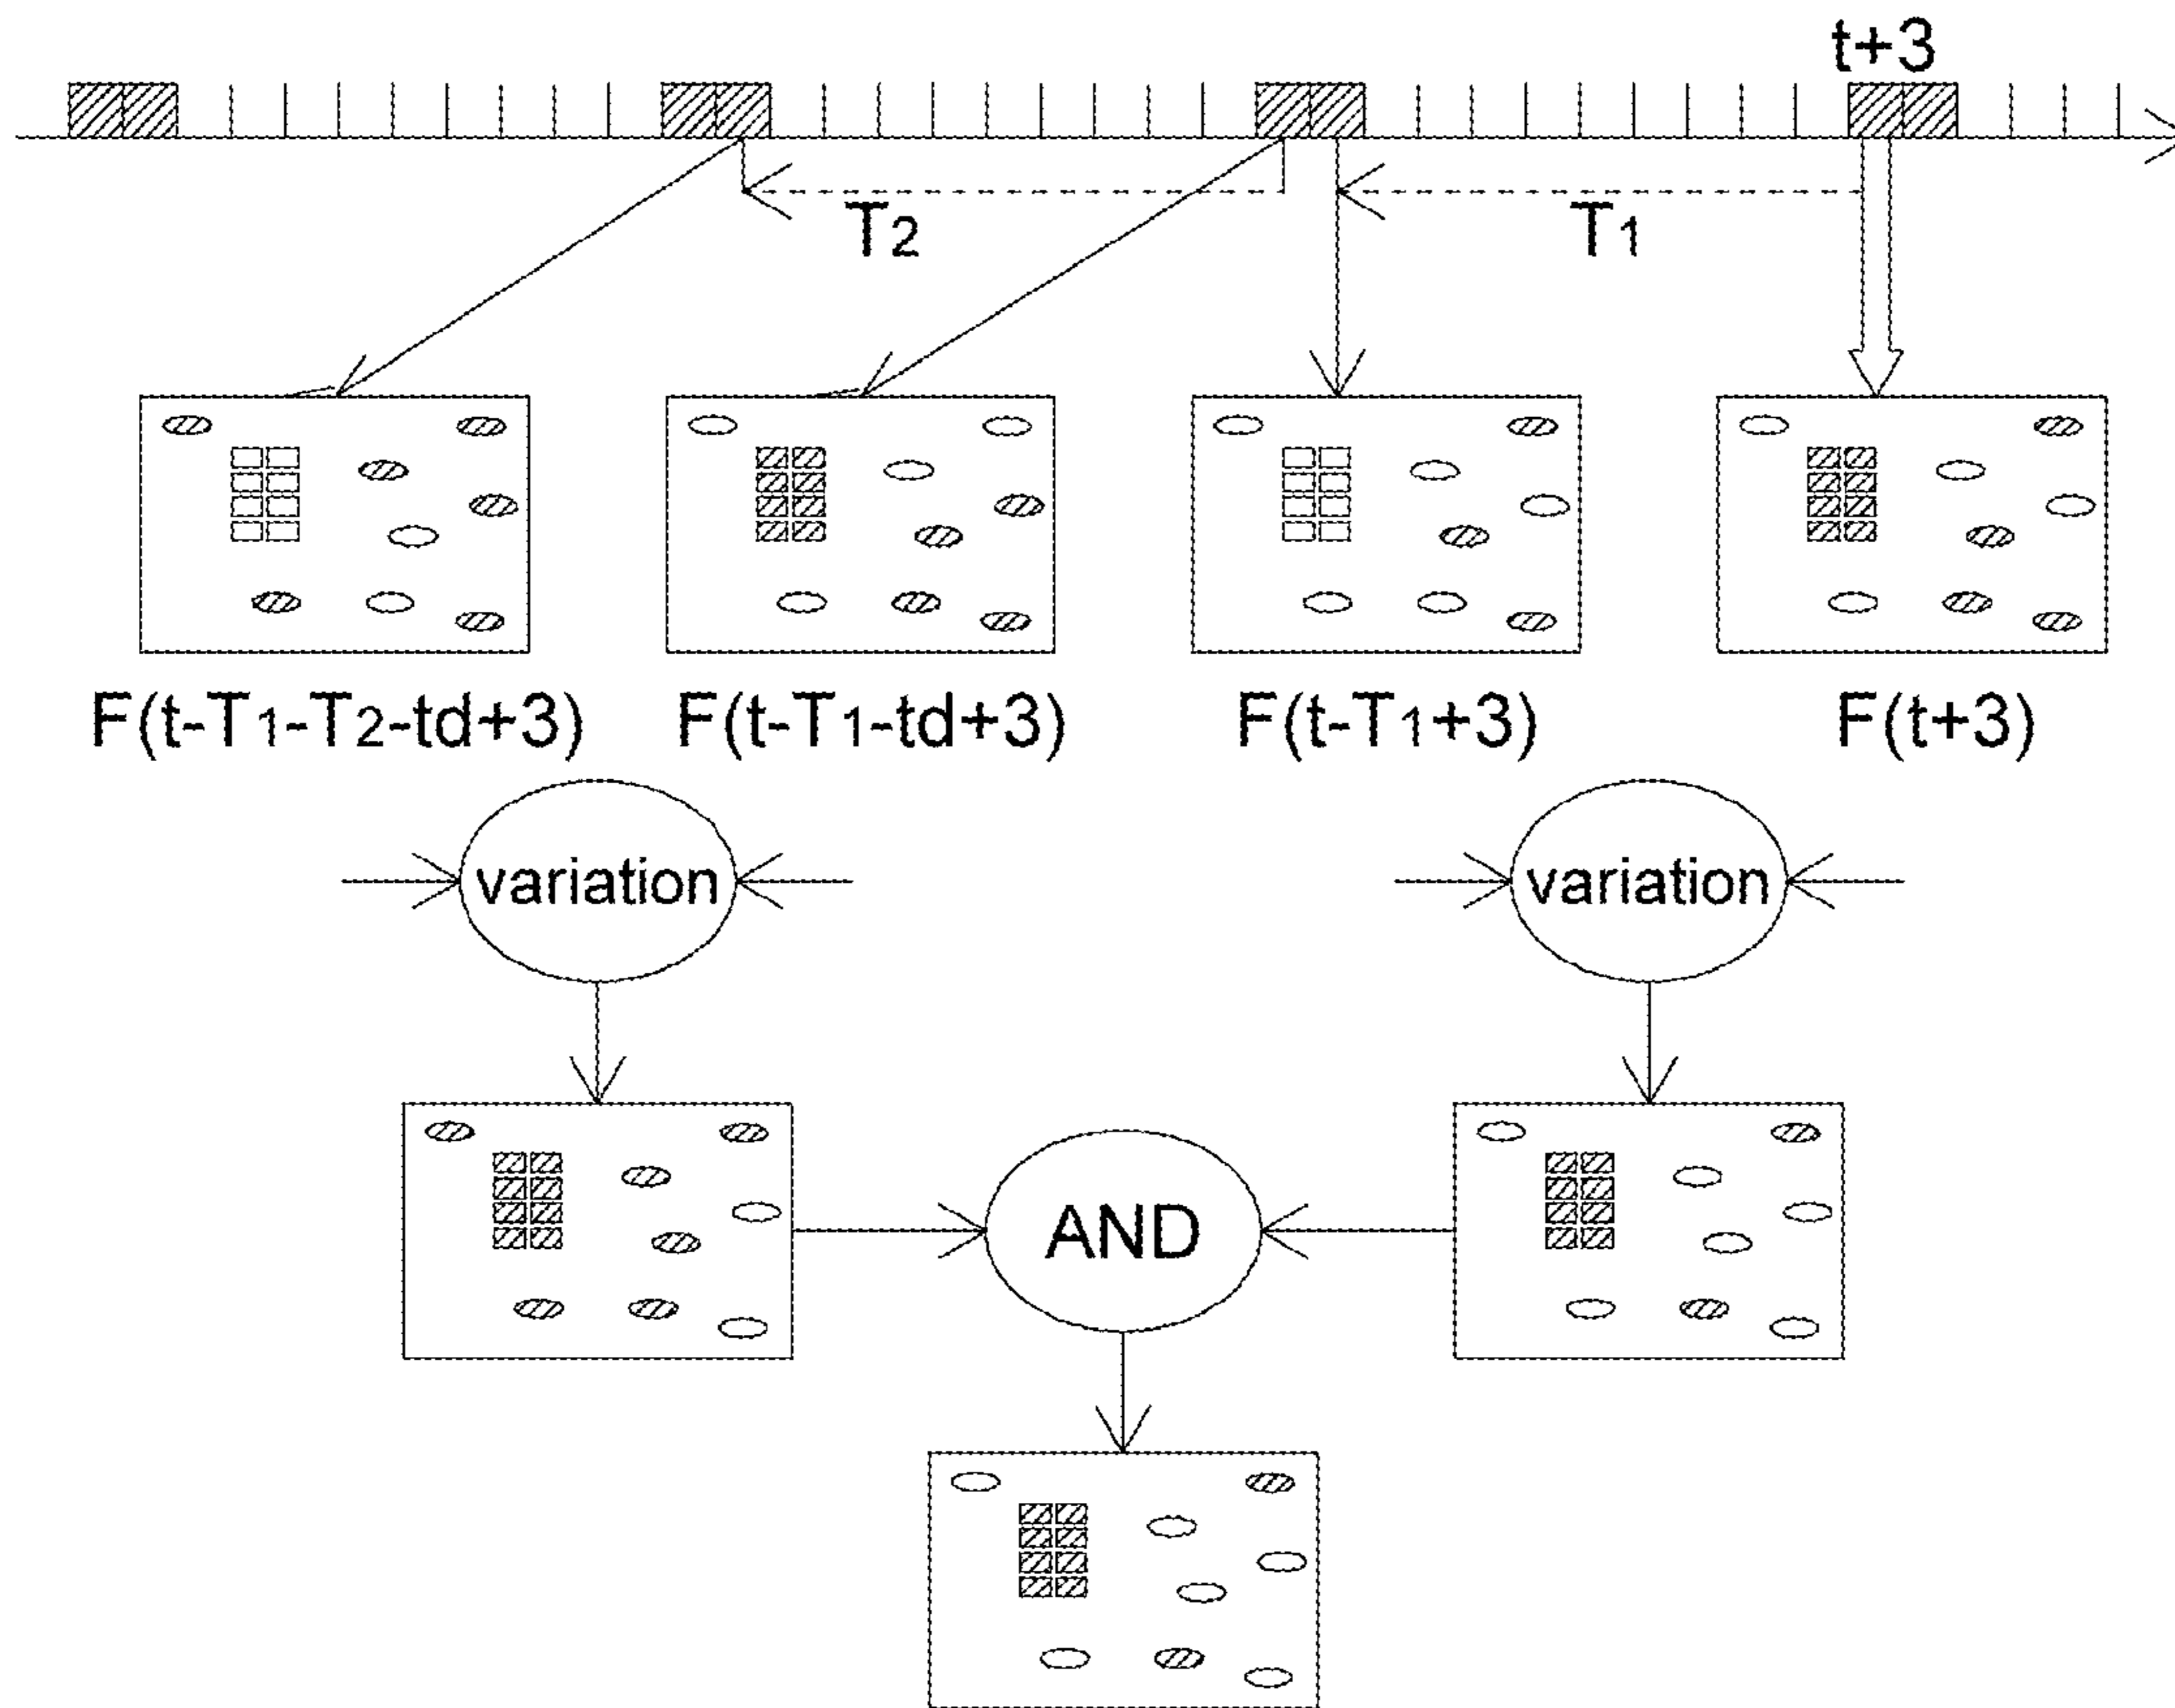 t+3
T2 T1
F(t-T1-T2-td+3) F(t-T1-td+3) F(t-T1+3) F(t+3)
variation variation
AND